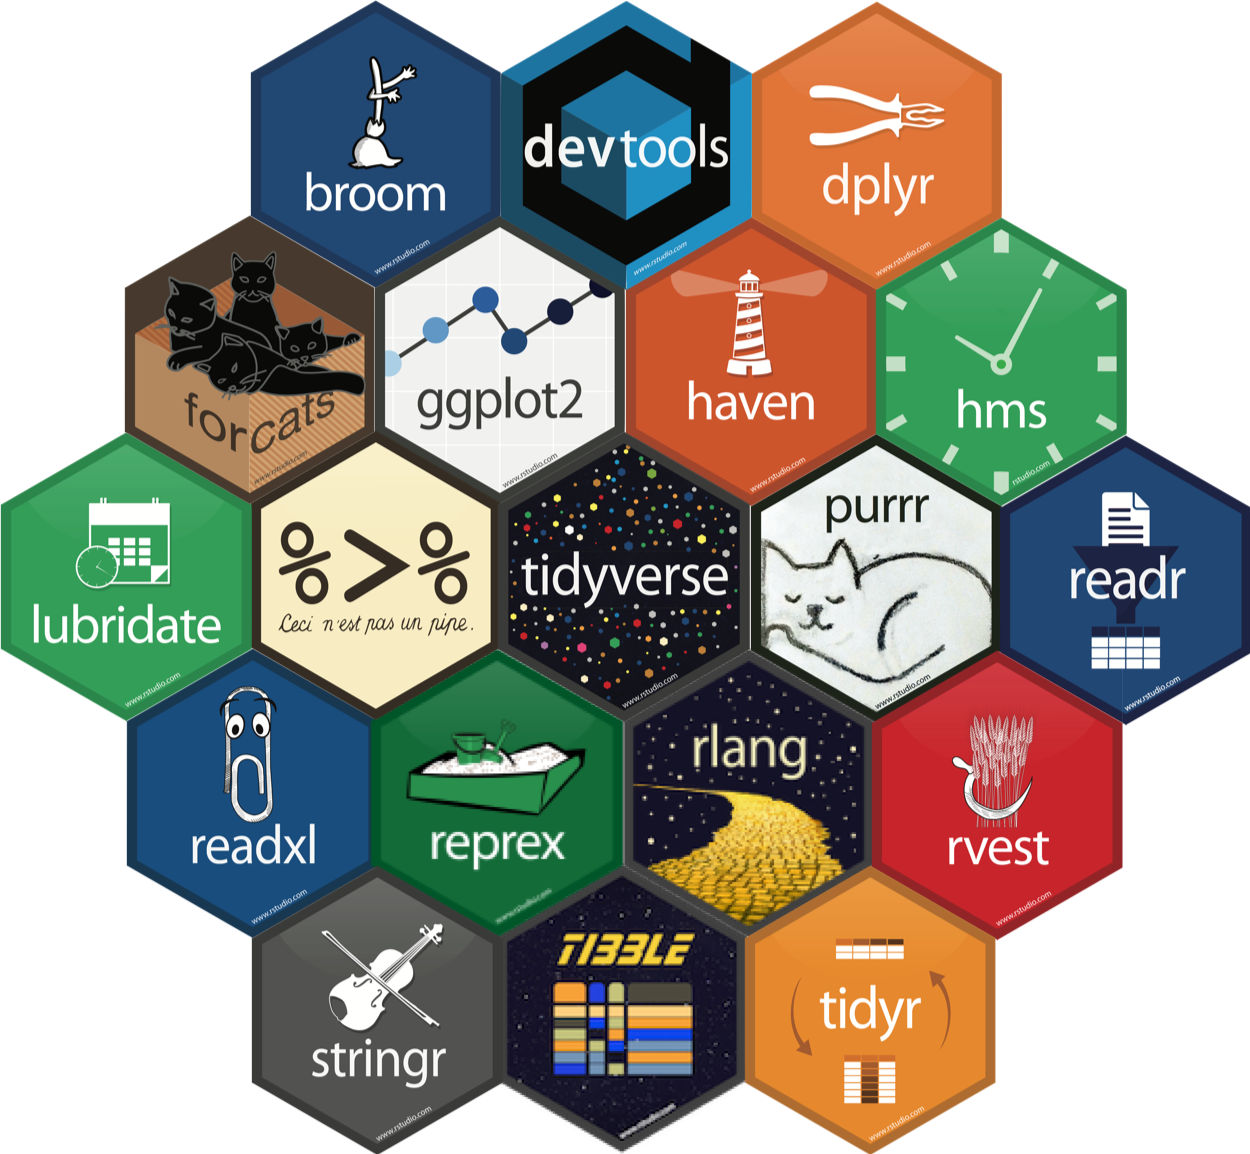 broom
www.rstudio.com
devtools
www.rstudio.com
dplyr
www.rstudio.com
forcats
www.rstudio.com
ggplot2
www.rstudio.com
haven
www.rstudio.com
hms
rstudio.com
lubridate
www.rstudio.com
%>%
Ceci n'est pas un pipe.
tidyverse
www.rstudio.com
purrr
www.rstudio.com
readr
www.rstudio.com
readxl
www.rstudio.com
reprex
www.rstudio.com
rlang
rvest
www.rstudio.com
stringr
www.rstudio.com
TIBBLE
www.rstudio.com
tidyr
www.rstudio.com